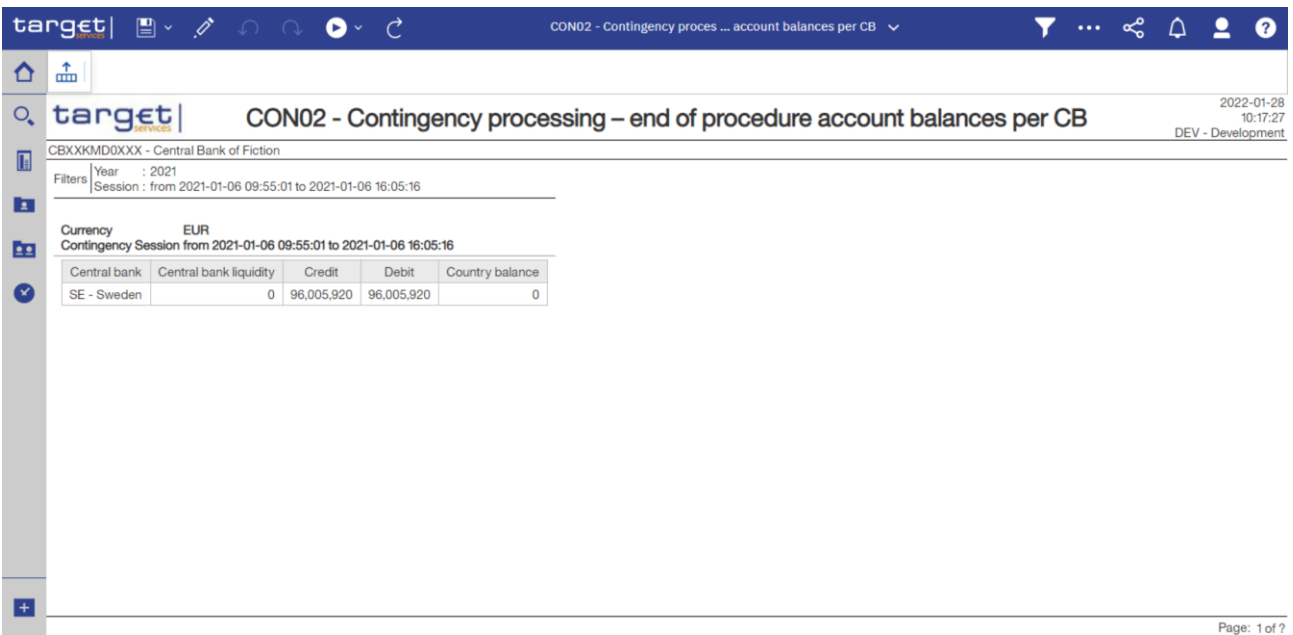 target| services
CON02 - Contingency proces ... account balances per CB
target| services
CON02 - Contingency processing – end of procedure account balances per CB
2022-01-28
10:17:27
DEV - Development
CBXXKMD0XXX - Central Bank of Fiction
Filters
Year : 2021
Session : from 2021-01-06 09:55:01 to 2021-01-06 16:05:16
Currency EUR
Contingency Session from 2021-01-06 09:55:01 to 2021-01-06 16:05:16
Central bank Central bank liquidity Credit Debit Country balance
SE - Sweden 0 96,005,920 96,005,920 0
Page: 1 of ?